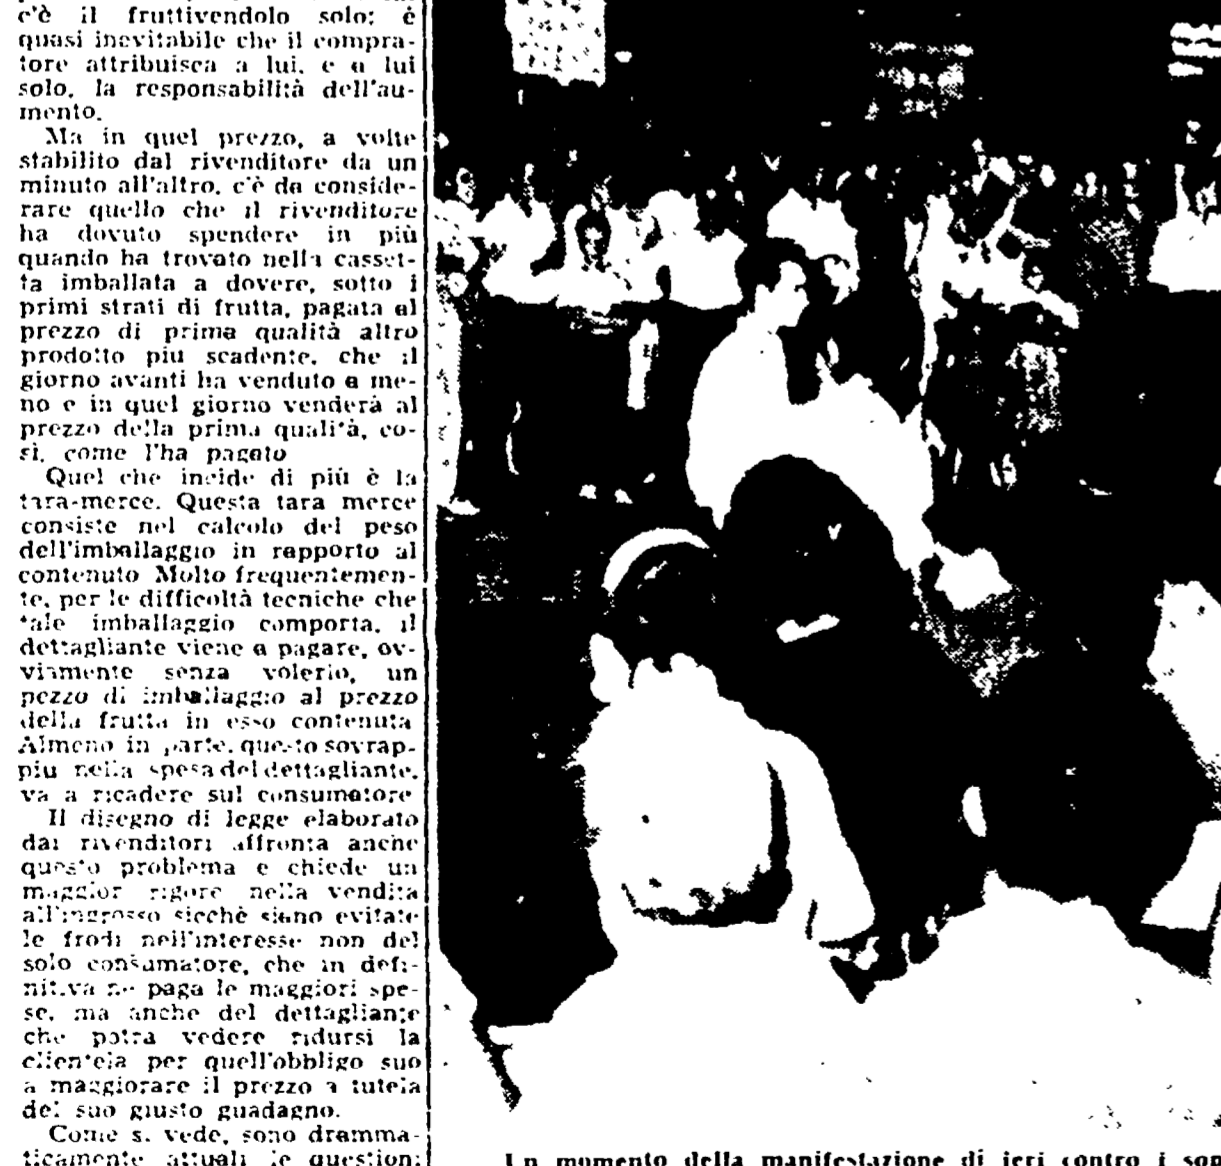 c'è il fruttivendolo solo: è
quasi inevitabile che il compra-
tore attribuisca a lui, e a lui
solo, la responsabilità dell'au-
mento.
Ma in quel prezzo, a volte
stabilito dal rivenditore da un
minuto all'altro, c'è da conside-
rare quello che il rivenditore
ha dovuto spendere in più
quando ha trovato nella casset-
ta imballata a dovere, sotto i
primi strati di frutta, pagata al
prezzo di prima qualità altro
prodotto più scadente, che il
giorno avanti ha venduto a me-
no e in quel giorno venderà al
prezzo della prima qualità, co-
sì, come l'ha pagato
Quel che incide di più è la
tara-merce. Questa tara merce
consiste nel calcolo del peso
dell'imballaggio in rapporto al
contenuto Molto frequentemen-
te, per le difficoltà tecniche che
tale imballaggio comporta, il
dettagliante viene a pagare, ov-
viamente senza volerlo, un
pezzo di imballaggio al prezzo
della frutta in esso contenuta
Almeno in parte, questo sovrap-
più nella spesa del dettagliante,
va a ricadere sul consumatore
Il disegno di legge elaborato
dai rivenditori affronta anche
questo problema e chiede un
maggior rigore nella vendita
all'ingrosso sicchè siano evitate
le frodi nell'interesse non del
solo consumatore, che in defi-
nitiva ne paga le maggiori spe-
se, ma anche del dettagliante
che potrà vedere ridursi la
clientela per quell'obbligo suo
a maggiorare il prezzo a tutela
del suo giusto guadagno.
Come si vede, sono dramma-
ticamente attuali le question:
Un momento della manifestazione di ieri contro i